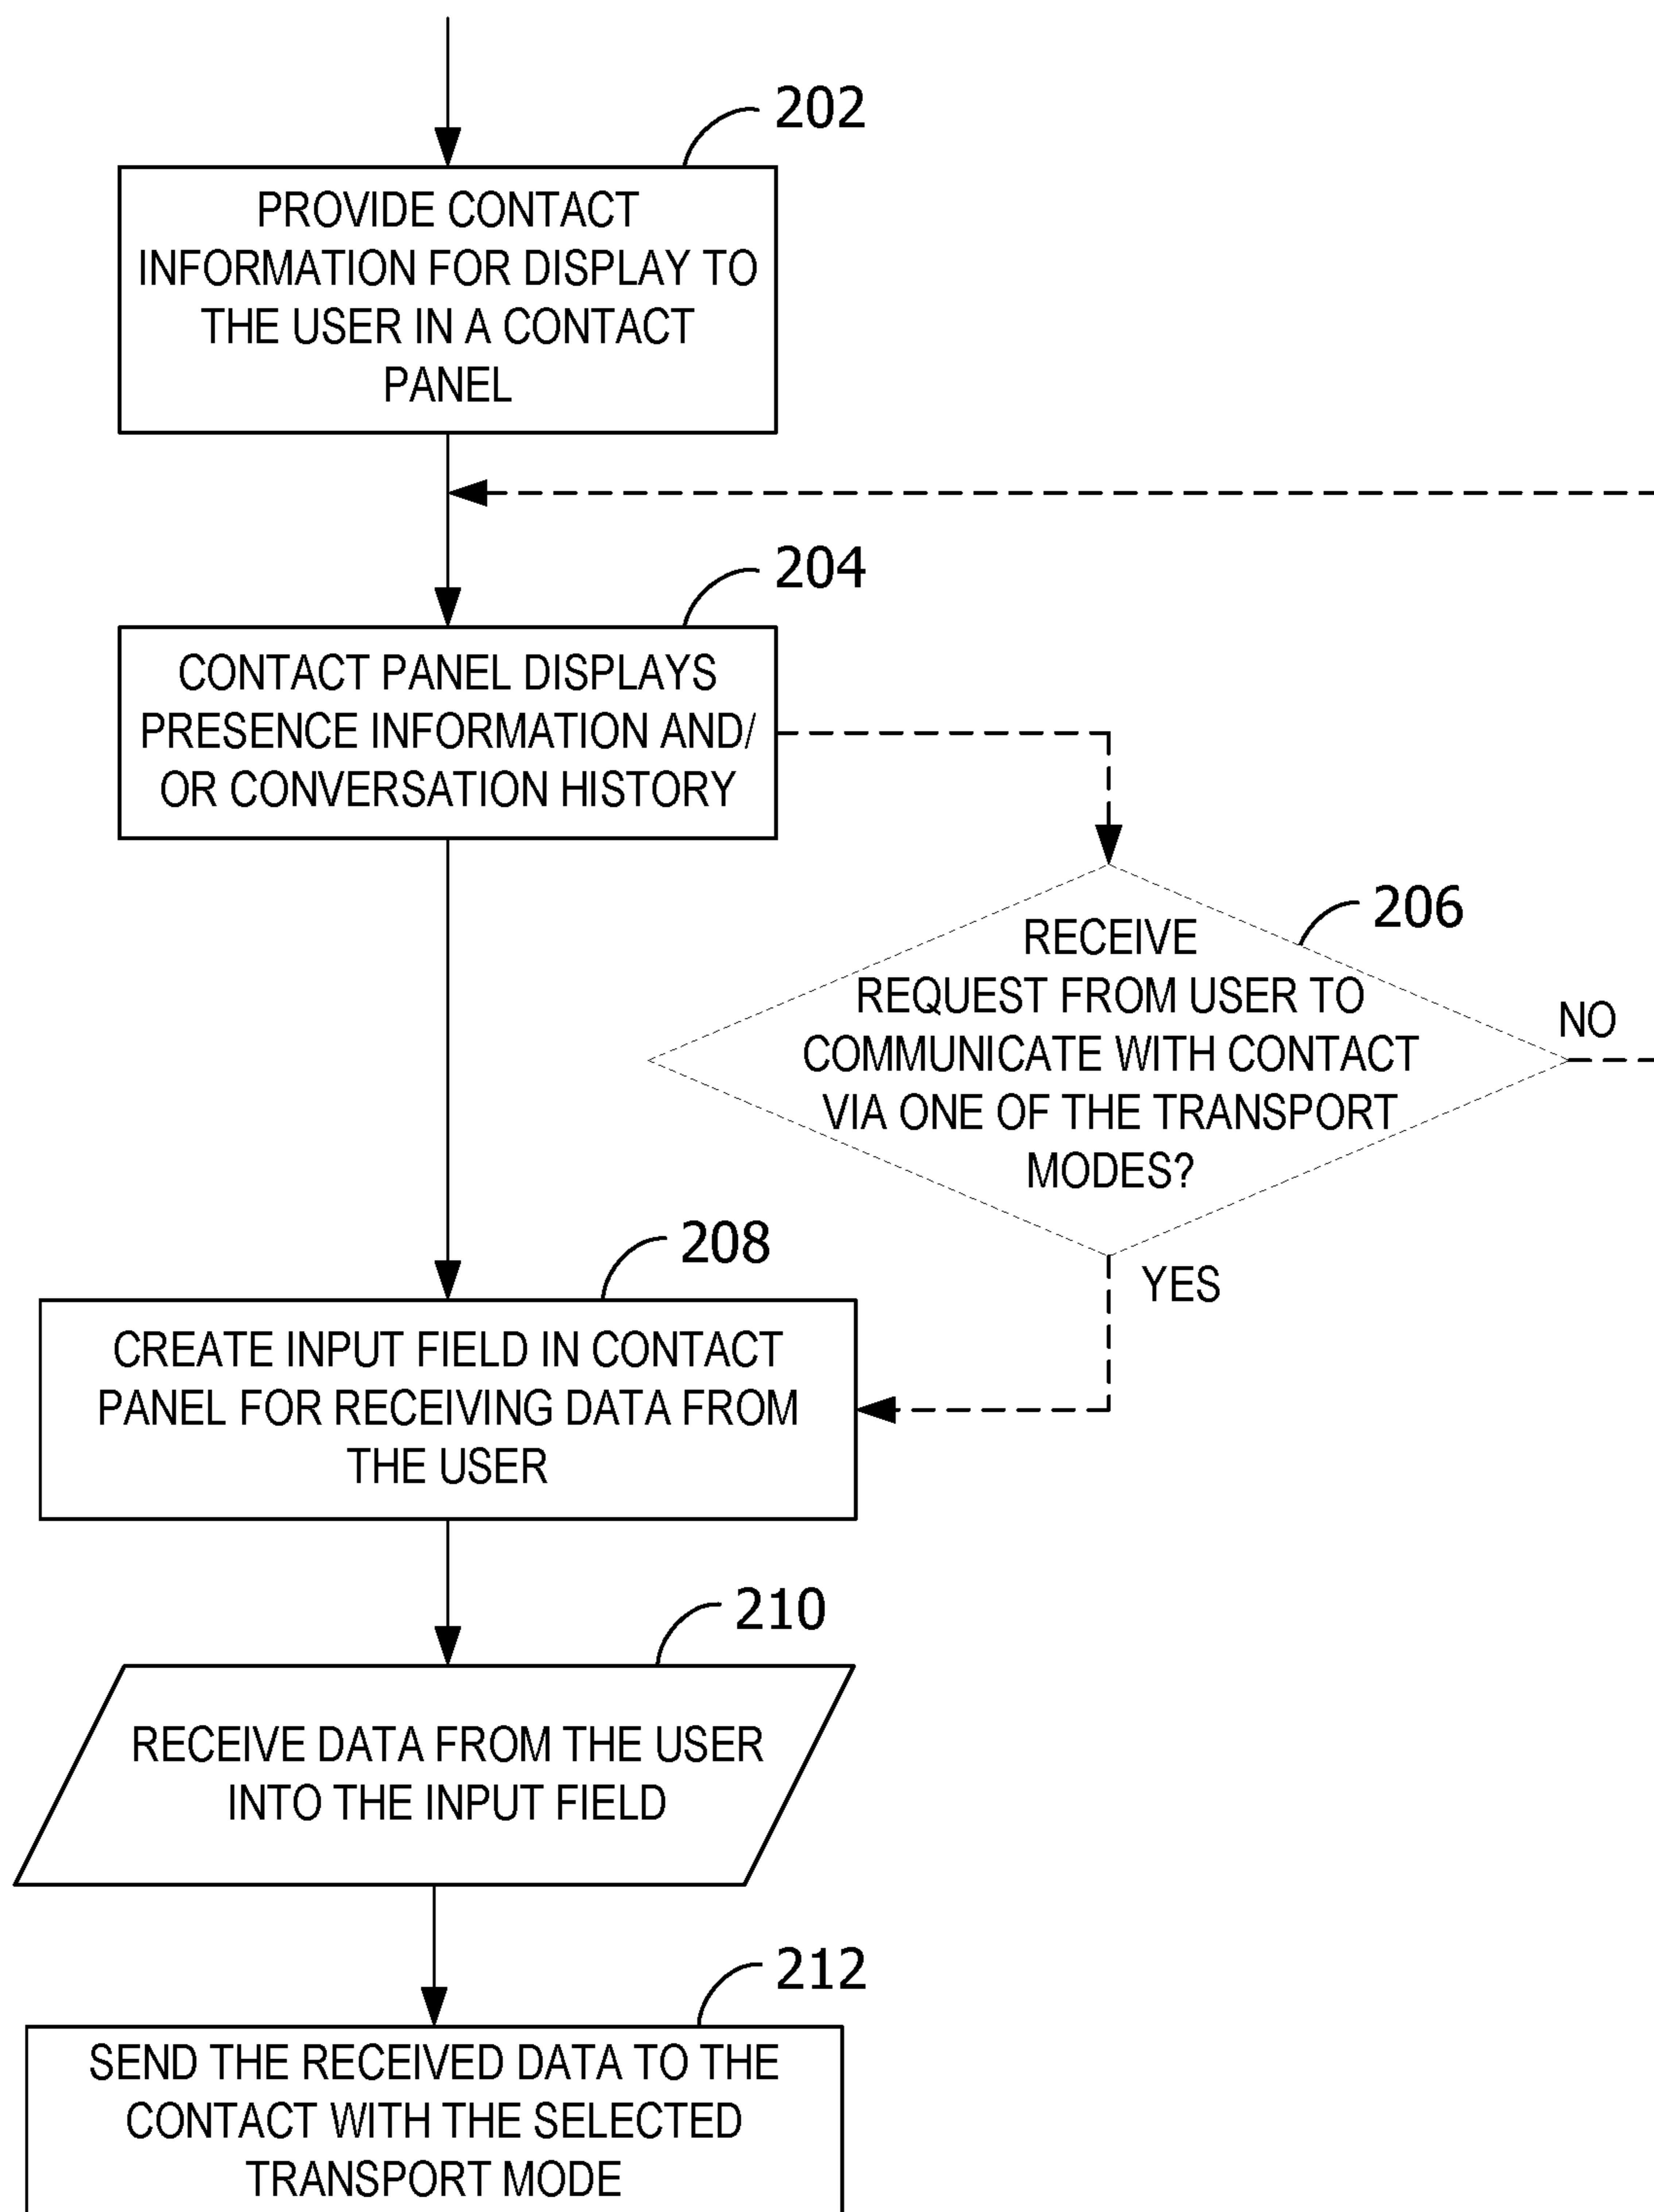 202
PROVIDE CONTACT
INFORMATION FOR DISPLAY TO
THE USER IN A CONTACT
PANEL
204
CONTACT PANEL DISPLAYS
PRESENCE INFORMATION AND/
OR CONVERSATION HISTORY
206
RECEIVE
REQUEST FROM USER TO
COMMUNICATE WITH CONTACT
VIA ONE OF THE TRANSPORT
MODES?
NO
YES
208
CREATE INPUT FIELD IN CONTACT
PANEL FOR RECEIVING DATA FROM
THE USER
210
RECEIVE DATA FROM THE USER
INTO THE INPUT FIELD
212
SEND THE RECEIVED DATA TO THE
CONTACT WITH THE SELECTED
TRANSPORT MODE